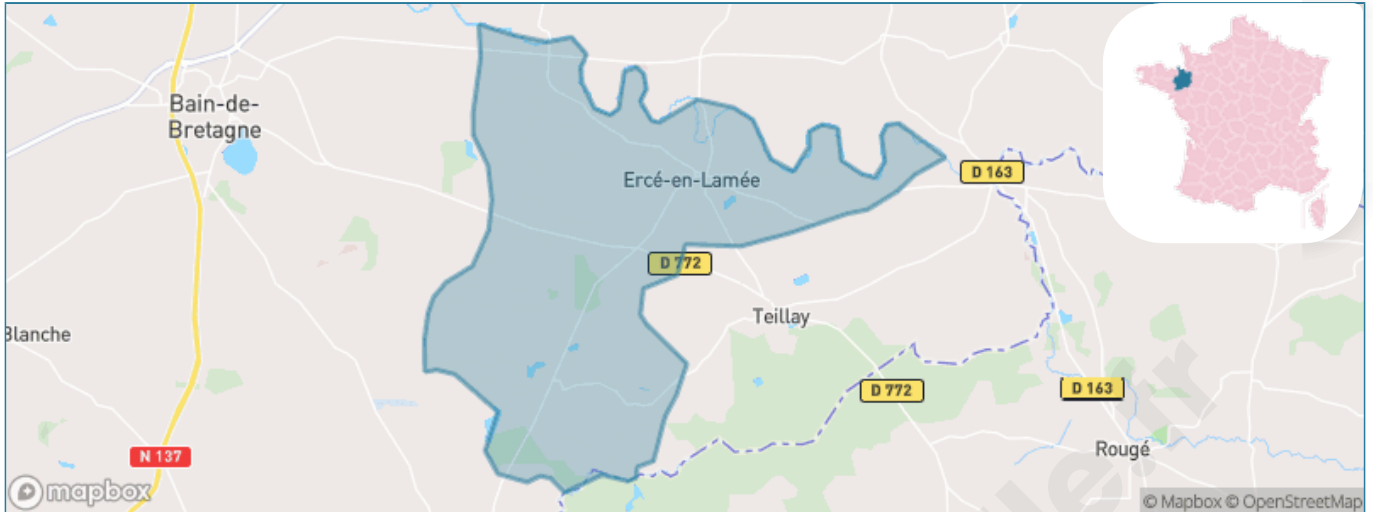 Bain-de-
Bretagne
Ercé-en-Lamée
D 163
D 772
Teillay
Blanche
D 772
D 163
Rougé
N 137
mapbox
© Mapbox © OpenStreetMap